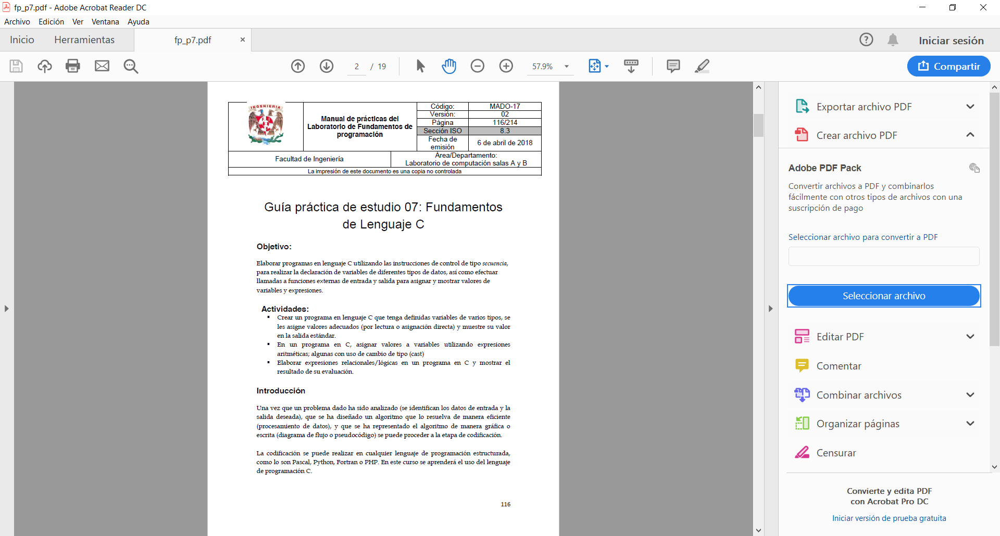 fp_p7.pdf - Adobe Acrobat Reader DC
Archivo Edición Ver Ventana Ayuda
Inicio Herramientas fp_p7.pdf Iniciar sesión
2 / 19 57.9% Compartir
INGENIERIA
Manual de prácticas del
Laboratorio de Fundamentos de
programación
Código: MADO-17
Versión: 02
Página 116/214
Sección ISO 8.3
Fecha de
emisión
6 de abril de 2018
Facultad de Ingeniería
Área/Departamento:
Laboratorio de computación salas A y B
La impresión de este documento es una copia no controlada
Guía práctica de estudio 07: Fundamentos
de Lenguaje C
Objetivo:
Elaborar programas en lenguaje C utilizando las instrucciones de control de tipo secuencia,
para realizar la declaración de variables de diferentes tipos de datos, así como efectuar
llamadas a funciones externas de entrada y salida para asignar y mostrar valores de
variables y expresiones.
Actividades:
▪ Crear un programa en lenguaje C que tenga definidas variables de varios tipos, se
les asigne valores adecuados (por lectura o asignación directa) y muestre su valor
en la salida estándar.
▪ En un programa en C, asignar valores a variables utilizando expresiones
aritméticas; algunas con uso de cambio de tipo (cast)
▪ Elaborar expresiones relacionales/lógicas en un programa en C y mostrar el
resultado de su evaluación.
Introducción
Una vez que un problema dado ha sido analizado (se identifican los datos de entrada y la
salida deseada), que se ha diseñado un algoritmo que lo resuelva de manera eficiente
(procesamiento de datos), y que se ha representado el algoritmo de manera gráfica o
escrita (diagrama de flujo o pseudocódigo) se puede proceder a la etapa de codificación.
La codificación se puede realizar en cualquier lenguaje de programación estructurada,
como lo son Pascal, Python, Fortran o PHP. En este curso se aprenderá el uso del lenguaje
de programación C.
116
Exportar archivo PDF
Crear archivo PDF
Adobe PDF Pack
Convertir archivos a PDF y combinarlos
fácilmente con otros tipos de archivos con una
suscripción de pago
Seleccionar archivo para convertir a PDF
Seleccionar archivo
Editar PDF
Comentar
Combinar archivos
Organizar páginas
Censurar
Convierte y edita PDF
con Acrobat Pro DC
Iniciar versión de prueba gratuita